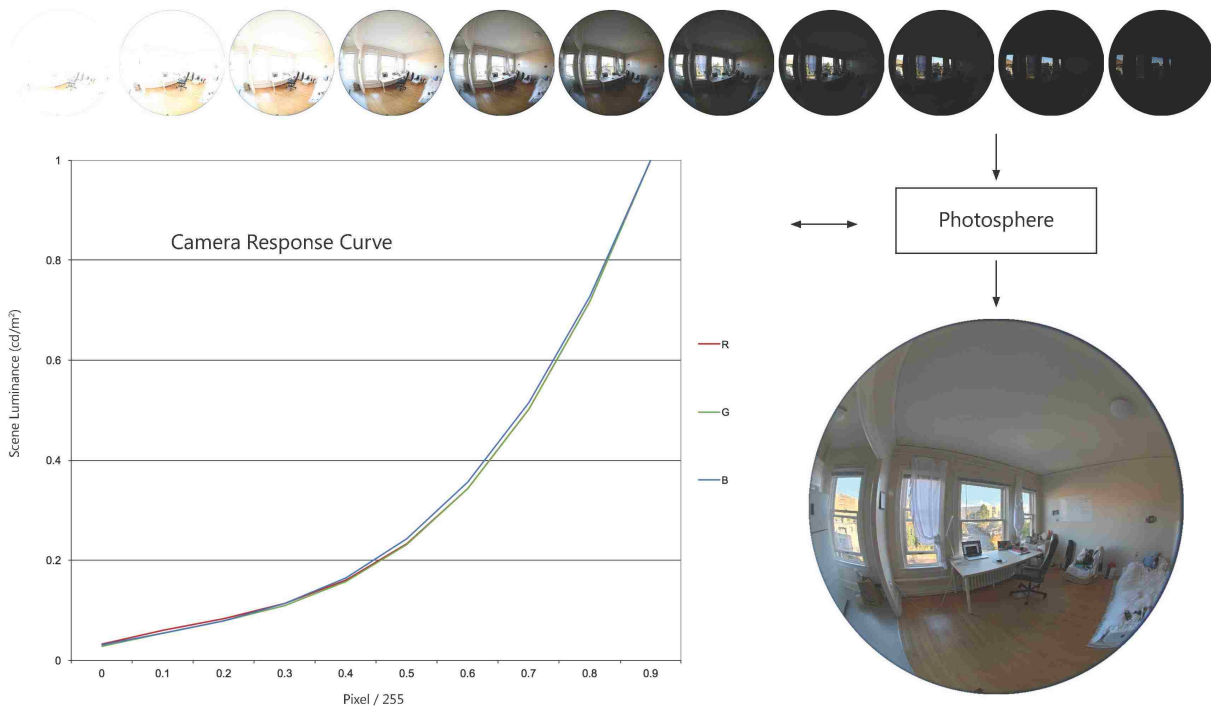 Camera Response Curve
Photosphere
Scene Luminance (cd/m²)
1
0.8
0.6
0.4
0.2
0
0
0.1
0.2
0.3
0.4
0.5
0.6
0.7
0.8
0.9
Pixel / 255
R
G
B